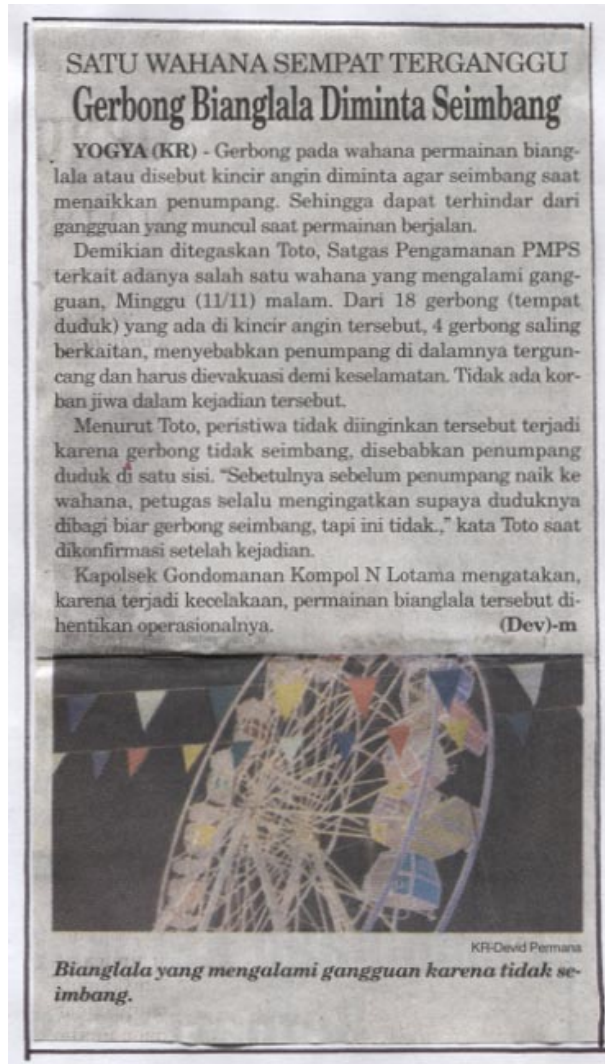 SATU WAHANA SEMPAT TERGANGGU
Gerbong Bianglala Diminta Seimbang
YOGYA (KR) - Gerbong pada wahana permainan biang-
lala atau disebut kincir angin diminta agar seimbang saat
menaikkan penumpang. Sehingga dapat terhindar dari
gangguan yang muncul saat permainan berjalan.
Demikian ditegaskan Toto, Satgas Pengamanan PMPS
terkait adanya salah satu wahana yang mengalami gang-
guan, Minggu (11/11) malam. Dari 18 gerbong (tempat
duduk) yang ada di kincir angin tersebut, 4 gerbong saling
berkaitan, menyebabkan penumpang di dalamnya tergun-
cang dan harus dievakuasi demi keselamatan. Tidak ada kor-
ban jiwa dalam kejadian tersebut.
Menurut Toto, peristiwa tidak diinginkan tersebut terjadi
karena gerbong tidak seimbang, disebabkan penumpang
duduk di satu sisi. "Sebetulnya sebelum penumpang naik ke
wahana, petugas selalu mengingatkan supaya duduknya
dibagi biar gerbong seimbang, tapi ini tidak.," kata Toto saat
dikonfirmasi setelah kejadian.
Kapolsek Gondomanan Kompol N Lotama mengatakan,
karena terjadi kecelakaan, permainan bianglala tersebut di-
hentikan operasionalnya. (Dev)-m
KR-Devid Permana
Bianglala yang mengalami gangguan karena tidak se-
imbang.